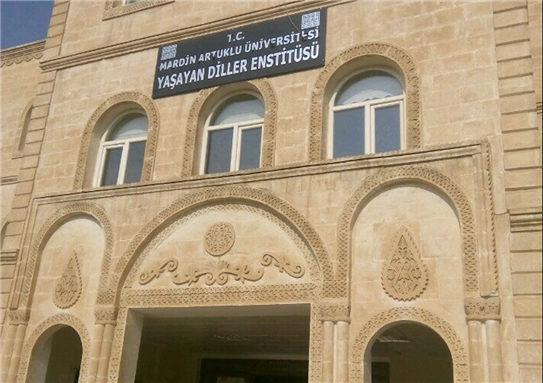 T.C.
MARDİN ARTUKLU ÜNİVERSİTESİ
YAŞAYAN DİLLER ENSTİTÜSÜ